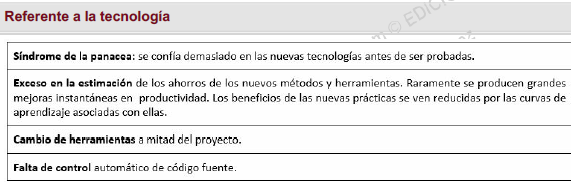 Referente a la tecnología
© EDICI
Síndrome de la panacea: se confía demasiado en las nuevas tecnologías antes de ser probadas.
Exceso en la estimación de los ahorros de los nuevos métodos y herramientas. Raramente se producen grandes
mejoras instantáneas en productividad. Los beneficios de las nuevas prácticas se ven reducidas por las curvas de
aprendizaje asociadas con ellas.
Cambio de herramientas a mitad del proyecto.
Falta de control automático de código fuente.